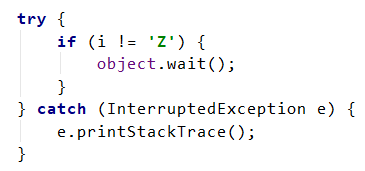 try {
    if (i != 'Z') {
        object.wait();
    }
} catch (InterruptedException e) {
    e.printStackTrace();
}